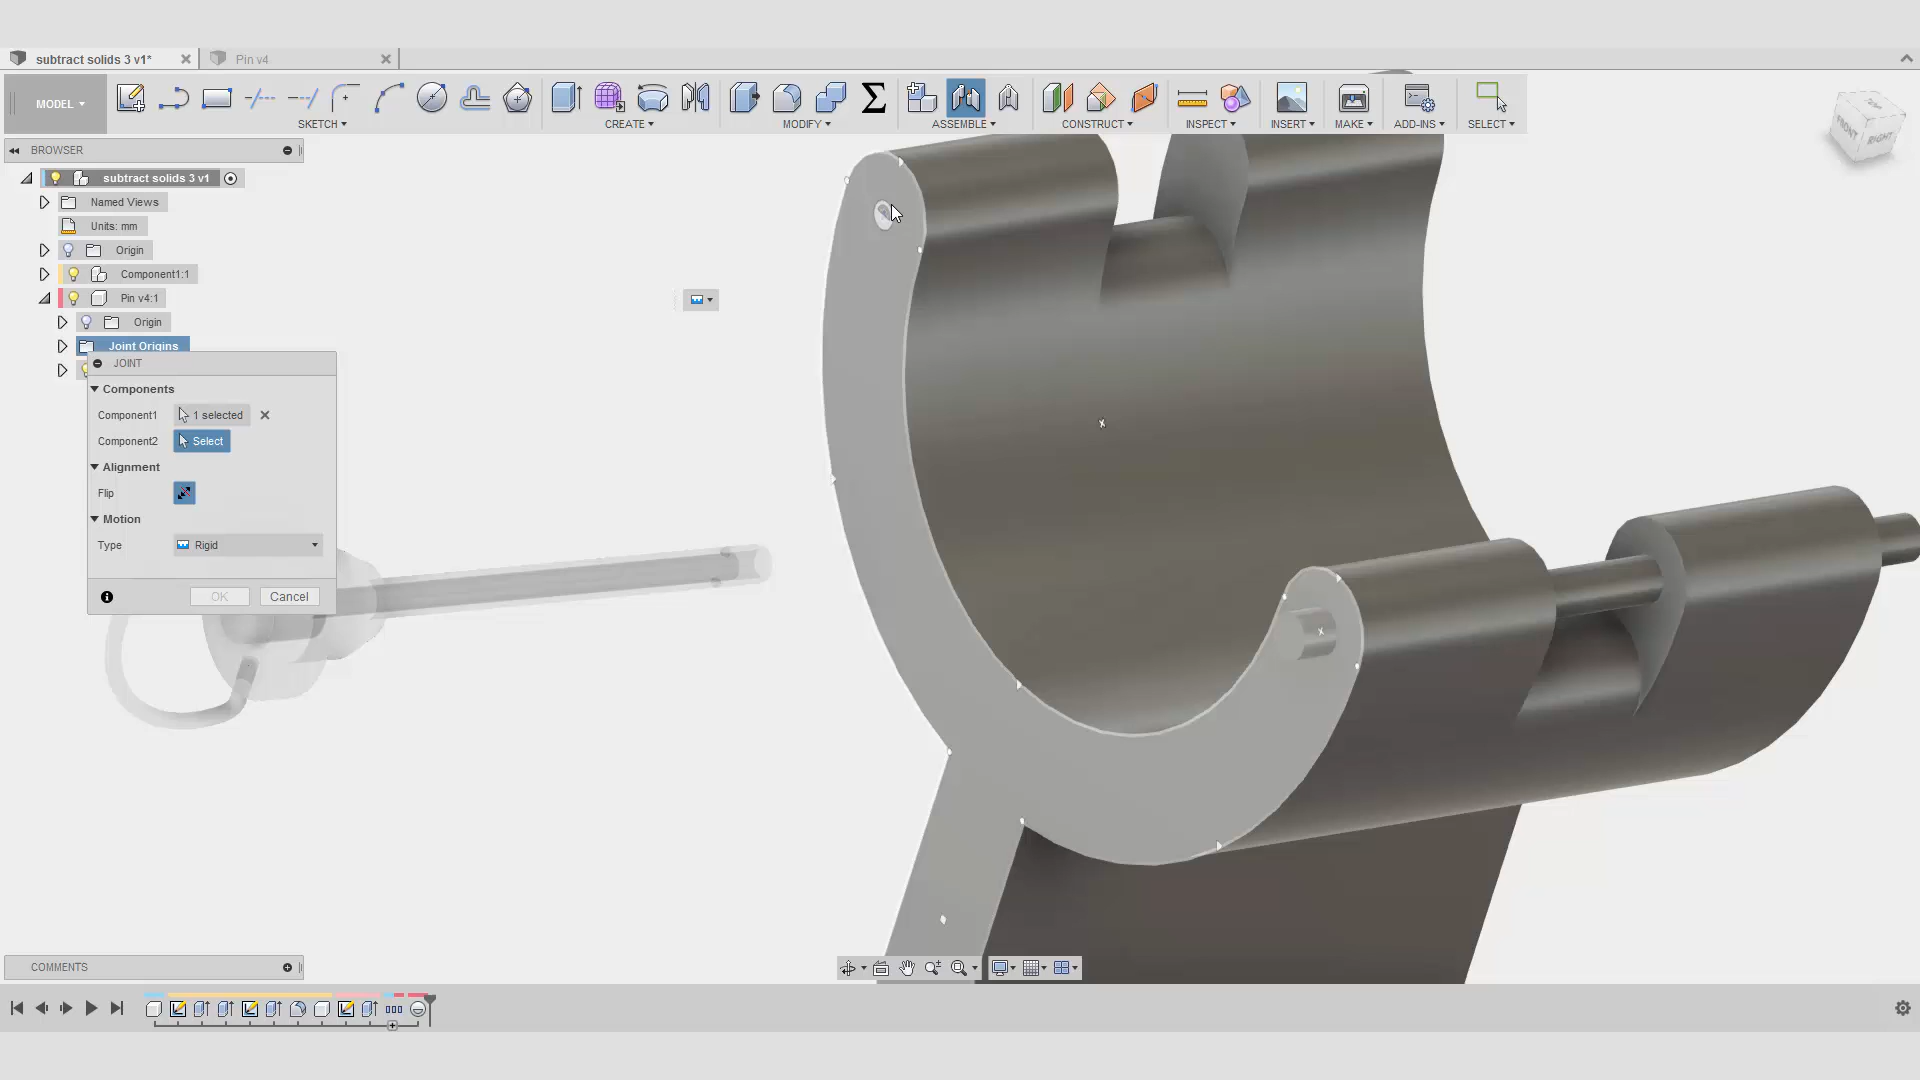 subtract solids 3 v1*
Pin v4
MODEL
SKETCH
CREATE
MODIFY
ASSEMBLE
CONSTRUCT
INSPECT
INSERT
MAKE
ADD-INS
SELECT
FRONT
RIGHT
BROWSER
subtract solids 3 v1
Named Views
Units: mm
Origin
Component1:1
Pin v4:1
Origin
Joint Origins
JOINT
Components
Component1
1 selected
Component2
Select
Alignment
Flip
Motion
Type
Rigid
OK
Cancel
COMMENTS